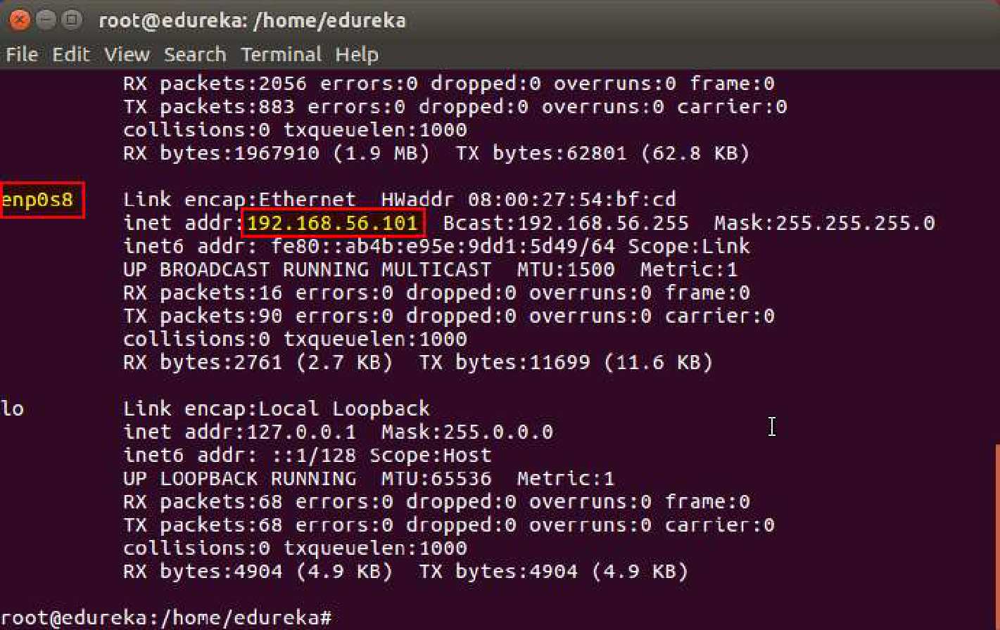 root@edureka: /home/edureka
File Edit View Search Terminal Help
RX packets:2056 errors:0 dropped:0 overruns:0 frame:0
TX packets:883 errors:0 dropped:0 overruns:0 carrier:0
collisions:0 txqueuelen:1000
RX bytes:1967910 (1.9 MB)  TX bytes:62801 (62.8 KB)
enp0s8 Link encap:Ethernet  HWaddr 08:00:27:54:bf:cd
inet addr:192.168.56.101  Bcast:192.168.56.255  Mask:255.255.255.0
inet6 addr: fe80::ab4b:e95e:9dd1:5d49/64 Scope:Link
UP BROADCAST RUNNING MULTICAST  MTU:1500  Metric:1
RX packets:16 errors:0 dropped:0 overruns:0 frame:0
TX packets:90 errors:0 dropped:0 overruns:0 carrier:0
collisions:0 txqueuelen:1000
RX bytes:2761 (2.7 KB)  TX bytes:11699 (11.6 KB)
lo Link encap:Local Loopback
inet addr:127.0.0.1  Mask:255.0.0.0
inet6 addr: ::1/128 Scope:Host
UP LOOPBACK RUNNING  MTU:65536  Metric:1
RX packets:68 errors:0 dropped:0 overruns:0 frame:0
TX packets:68 errors:0 dropped:0 overruns:0 carrier:0
collisions:0 txqueuelen:1000
RX bytes:4904 (4.9 KB)  TX bytes:4904 (4.9 KB)
root@edureka:/home/edureka#